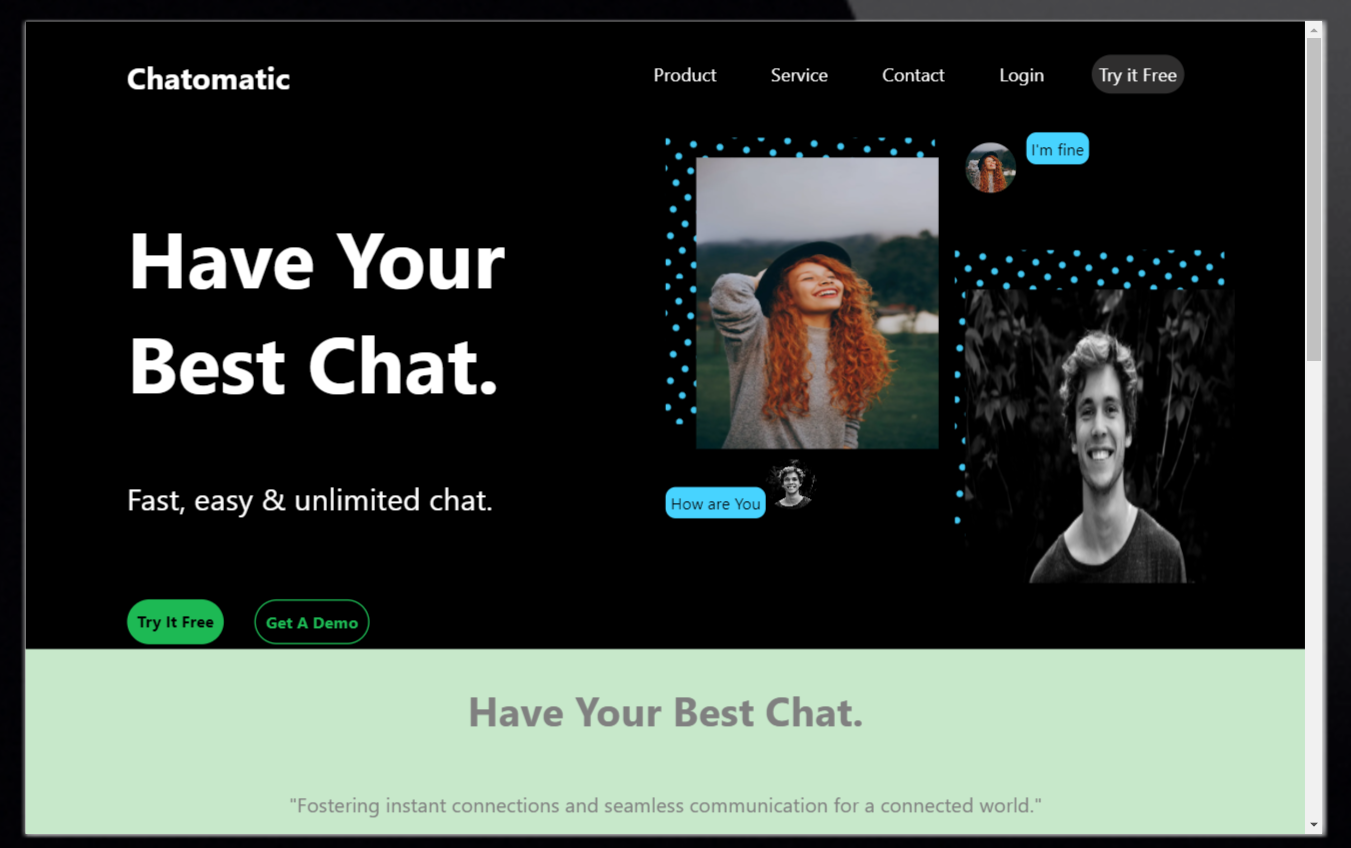 Chatomatic
Product
Service
Contact
Login
Try it Free
I'm fine
Have Your
Best Chat.
Fast, easy & unlimited chat.
How are You
Try It Free
Get A Demo
Have Your Best Chat.
"Fostering instant connections and seamless communication for a connected world."